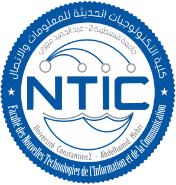 كلية التكنولوجيات الحديثة للمعلومات والاتصال
جامعة قسنطينة 2 - عبد الحميد مهري
NTIC
Université Constantine2 - Abdelhamid Mehri
Faculté des Nouvelles Technologies de l'Information et de la Communication